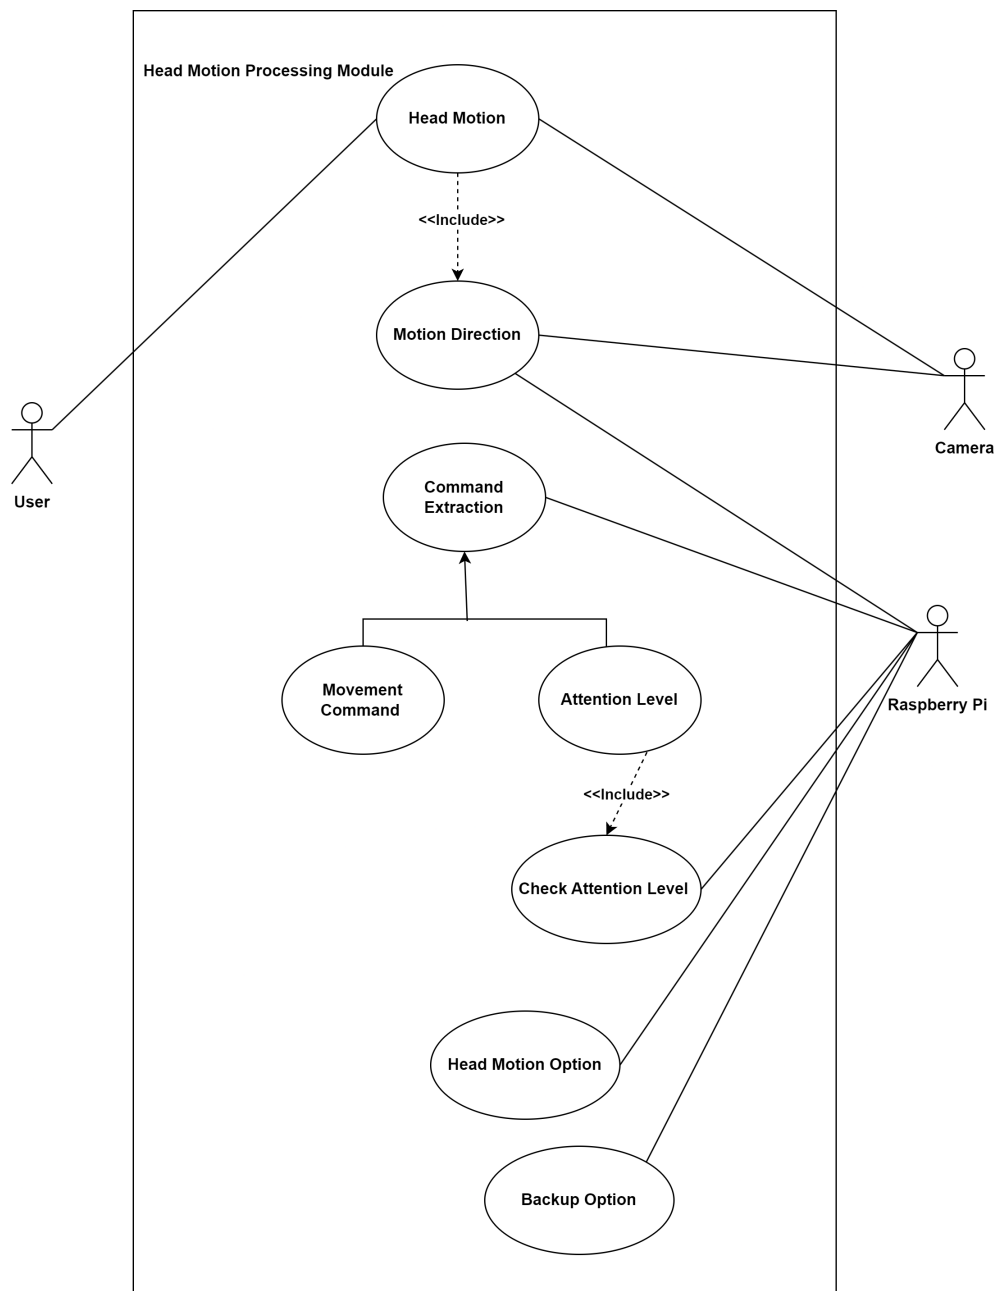 Head Motion Processing Module
Head Motion
<<Include>>
Motion Direction
Camera
User
Command
Extraction
Movement
Command
Attention Level
Raspberry Pi
<<Include>>
Check Attention Level
Head Motion Option
Backup Option